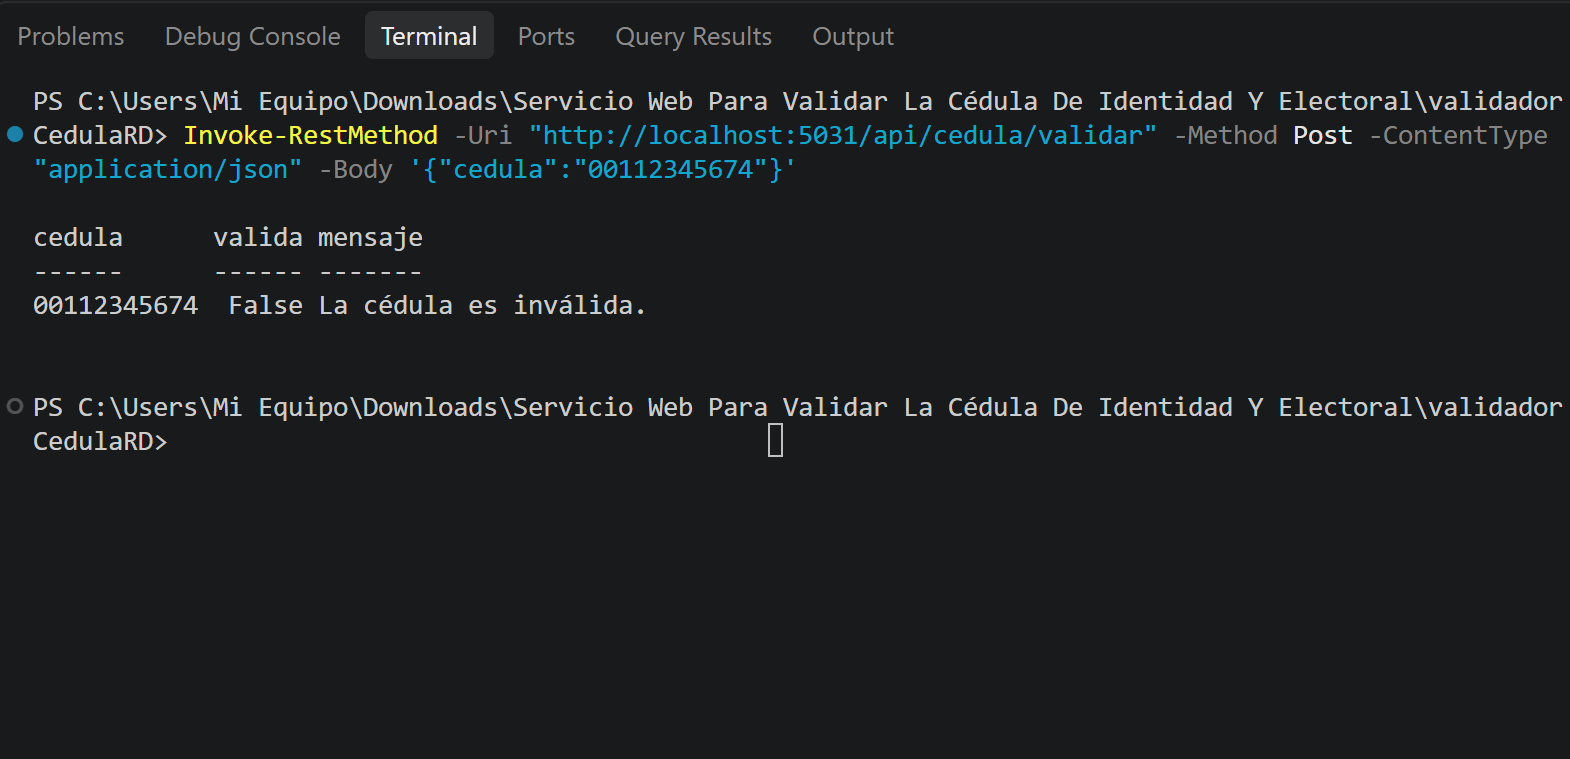 Problems Debug Console Terminal Ports Query Results Output
PS C:\Users\Mi Equipo\Downloads\Servicio Web Para Validar La Cédula De Identidad Y Electoral\validador
CedulaRD> Invoke-RestMethod -Uri "http://localhost:5031/api/cedula/validar" -Method Post -ContentType
"application/json" -Body '{"cedula":"00112345674"}'
cedula      valida mensaje
------      ------ -------
00112345674  False La cédula es inválida.
PS C:\Users\Mi Equipo\Downloads\Servicio Web Para Validar La Cédula De Identidad Y Electoral\validador
CedulaRD>